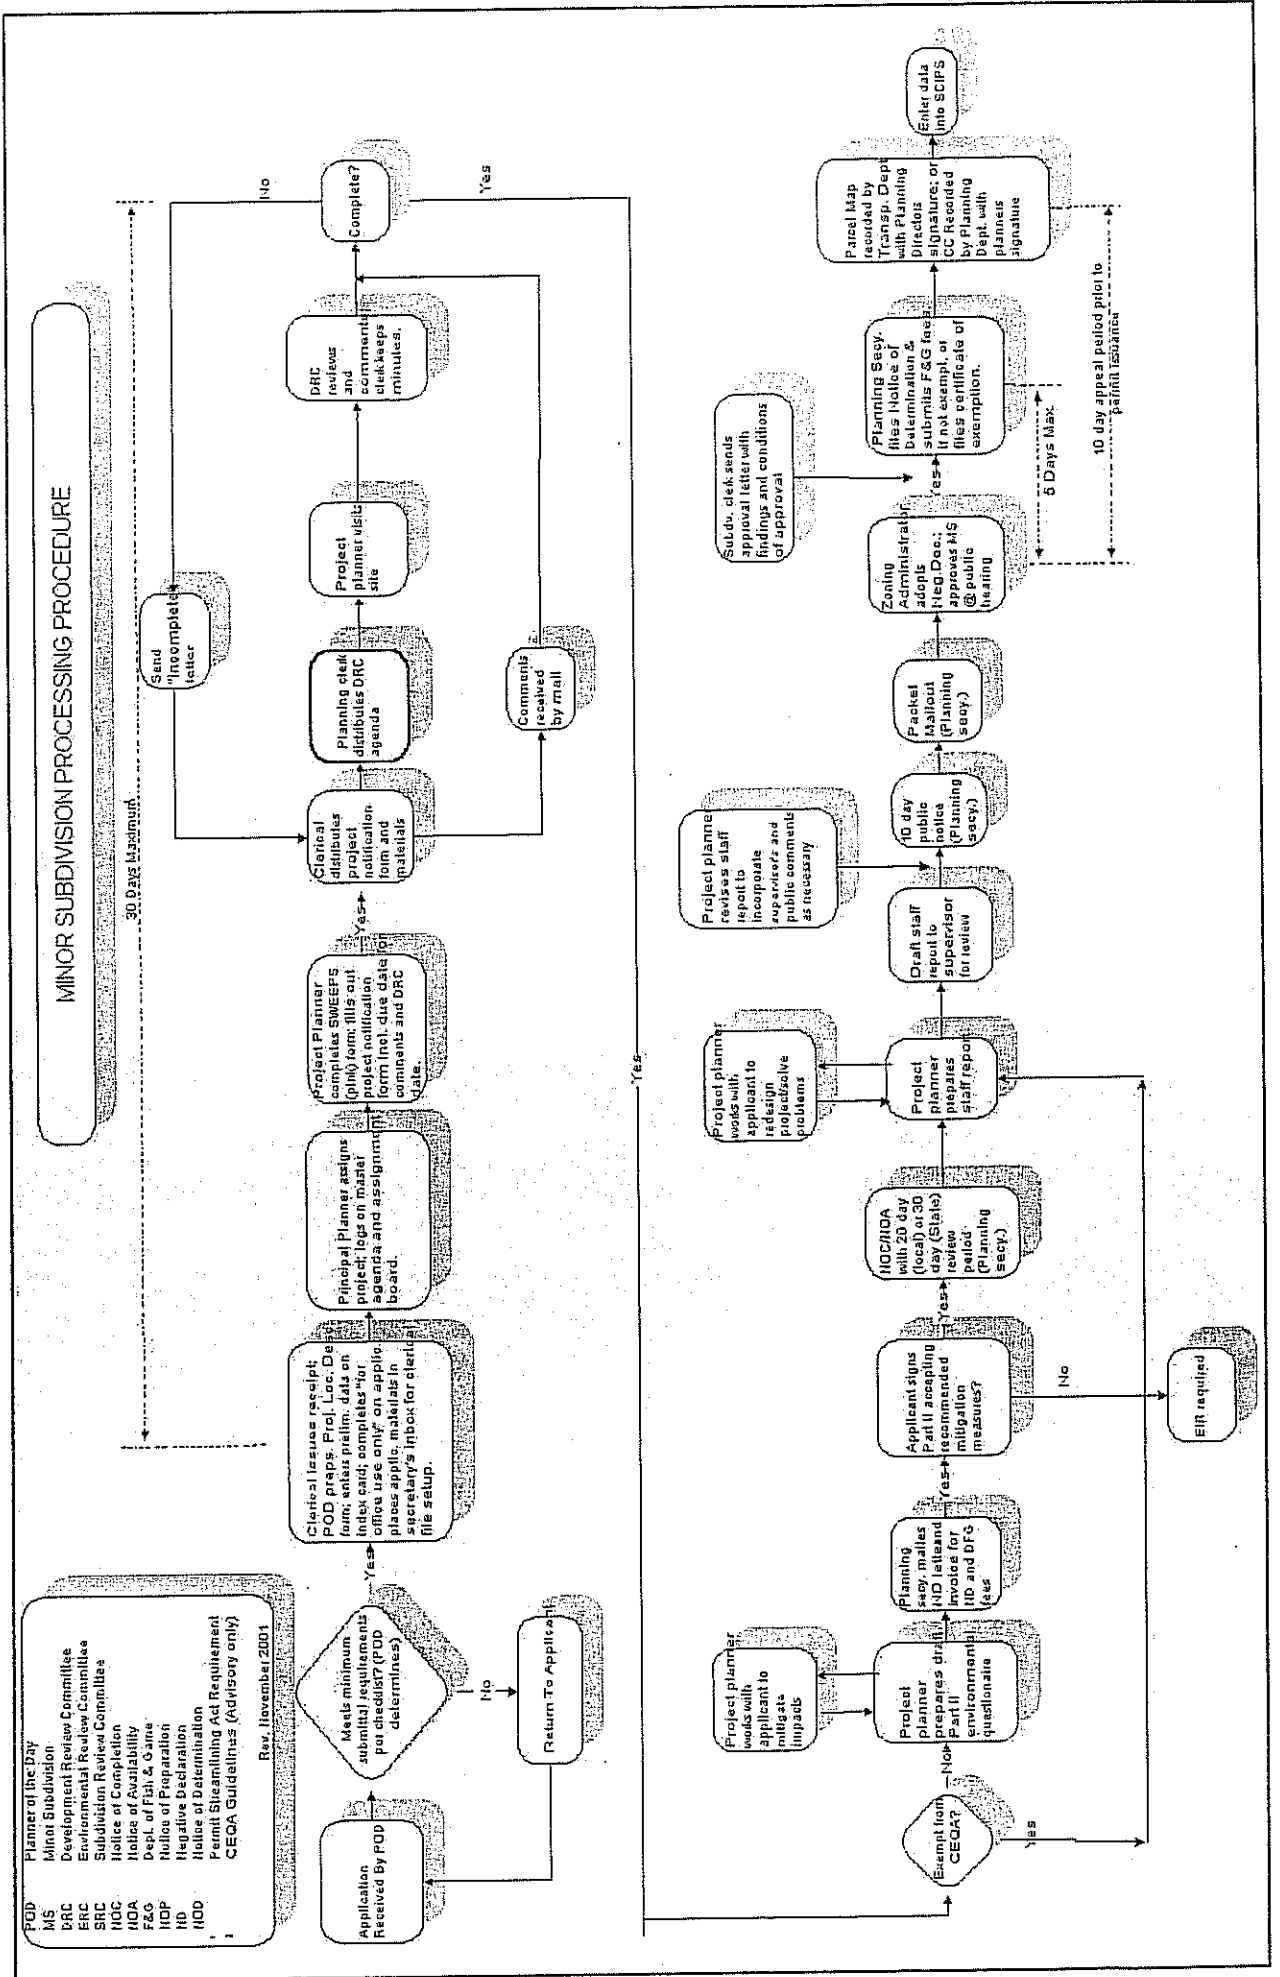 MINOR SUBDIVISION PROCESSING PROCEDURE
POD Planner of the Day
MS Minor Subdivision
DRC Development Review Committee
ERC Environmental Review Committee
SRC Subdivision Review Committee
NOC Notice of Completion
NOA Notice of Availability
F&G Dept. of Fish & Game
NOP Notice of Preparation
ND Negative Declaration
NOD Notice of Determination
Permit Streamlining Act Requirement
CEQA Guidelines (Advisory only)
Rev. November 2001
30 Days Maximum
Application
Received By POD
Meets minimum
submittal requirements
per checklist? (POD
determines)
No
Return To Applicant
Yes
Clerical issues receipt;
POD preps. Proj. Loc. Desc
form; enters prelim. data on
index card; completes "for
office use only" on applic.
places applic. materials in
secretary's inbox for clerical
file setup.
Principal Planner assigns
project; logs on master
agenda and assignment
board.
Project Planner
completes SWEEPS
(pink) form; fills out
project notification
form incl. due date for
comments and DRC
date.
Yes
Clerical
distributes
project
notification
form and
materials
Planning clerk
distributes DRC
agenda
Project
planner visits
site
DRC
reviews
and
comments
clerk keeps
minutes.
Complete?
No
Send
"Incomplete
letter
Comments
received
by mail
Yes
Yes
Exempt from
CEQA?
Yes
No
Project
planner
prepares draft
Part II
environmental
questionaire
Project planner
works with
applicant to
mitigate
impacts
Planning
secy. mailes
ND letteand
invoice for
ND and DFG
fees
Yes
Applicant signs
Part II accepting
recommended
mitigation
measures?
No
EIR required
Yes
NOC/NOA
with 20 day
(local) or 30
day (State)
review
period
(Planning
secy.)
Project
planner
prepares
staff report
Project planner
works with
applicant to
redesign
project/solve
problems
Draft staff
report to
supervisor
for review
Project planner
revises staff
report to
incorporate
supervisors and
public comments
as necessary
10 day
public
notice
(Planning
secy.)
Packet
Mailout
(Planning
secy.)
Zoning
Administrator
adopts
Neg.Dec.;
approves MS
@ public
hearing
Yes
Subdv. clerk sends
approval letter with
findings and conditions
of approval
Planning Secy.
files Notice of
Determination &
submits F&G fees,
if not exempt, or
files certificate of
exemption.
5 Days Max.
10 day appeal period prior to
permit issuance
Parcel Map
recorded by
Transp. Dept
with Planning
Directors
signature; or
CC Recorded
by Planning
Dept. with
planners
signature
Enter data
into SCIPS